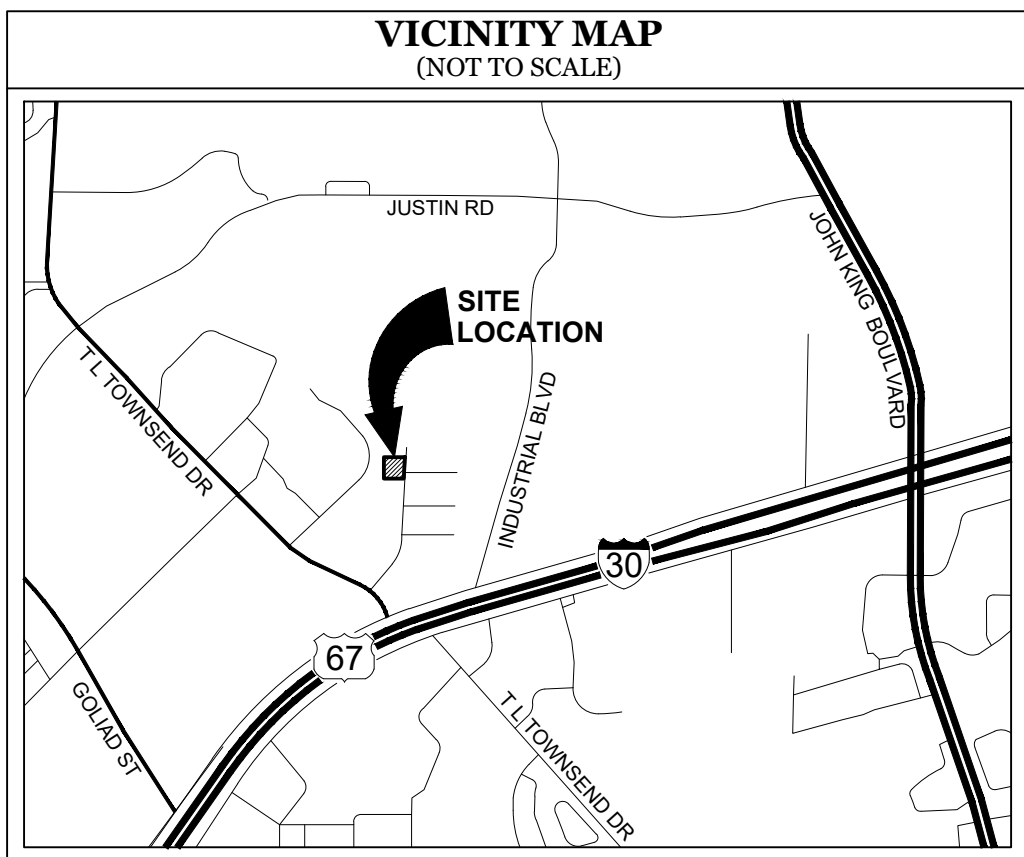 VICINITY MAP
(NOT TO SCALE)
JUSTIN RD
JOHN KING BOULVARD
SITE
LOCATION
T L TOWNSEND DR
INDUSTRIAL BLVD
30
67
GOLIAD ST
T L TOWNSEND DR